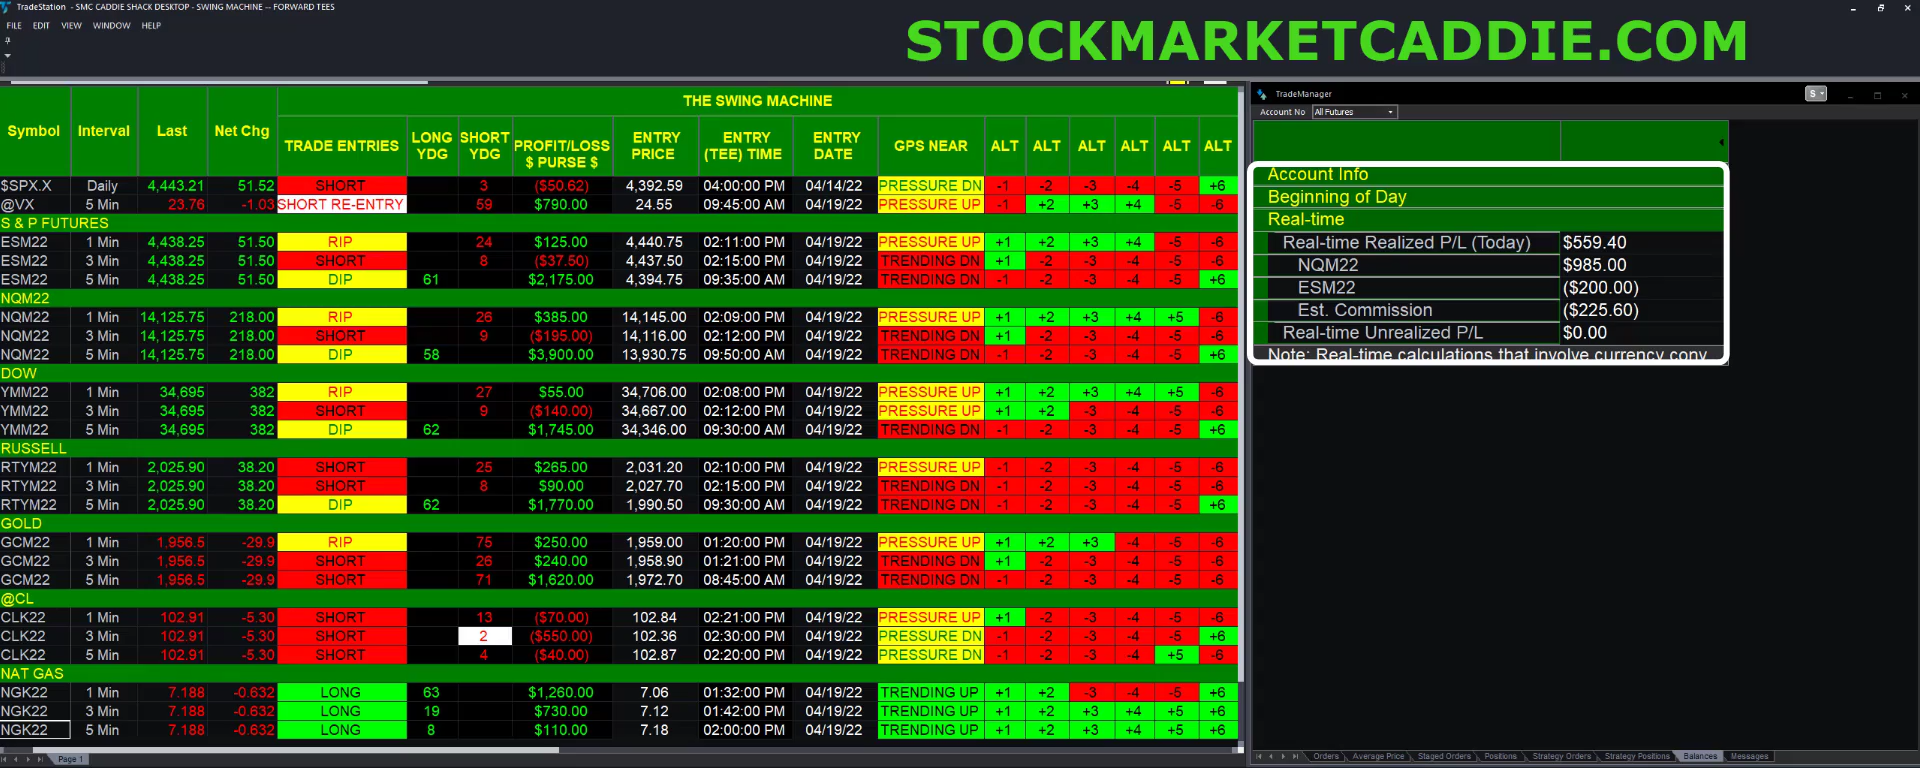 TradeStation - SMC CADDIE SHACK DESKTOP - SWING MACHINE -- FORWARD TEES
FILE EDIT VIEW WINDOW HELP
STOCKMARKETCADDIE.COM
THE SWING MACHINE
Symbol Interval Last Net Chg TRADE ENTRIES LONG YDG SHORT YDG PROFIT/LOSS $ PURSE $ ENTRY PRICE ENTRY (TEE) TIME ENTRY DATE GPS NEAR ALT ALT ALT ALT ALT ALT
$SPX.X Daily 4,443.21 51.52 SHORT 3 ($50.62) 4,392.59 04:00:00 PM 04/14/22 PRESSURE DN -1 -2 -3 -4 -5 +6
@VX 5 Min 23.76 -1.03 SHORT RE-ENTRY 59 $790.00 24.55 09:45:00 AM 04/19/22 PRESSURE UP -1 +2 +3 +4 -5 -6
S & P FUTURES
ESM22 1 Min 4,438.25 51.50 RIP 24 $125.00 4,440.75 02:11:00 PM 04/19/22 PRESSURE UP +1 +2 +3 +4 -5 -6
ESM22 3 Min 4,438.25 51.50 SHORT 8 ($37.50) 4,437.50 02:15:00 PM 04/19/22 TRENDING DN +1 -2 -3 -4 -5 -6
ESM22 5 Min 4,438.25 51.50 DIP 61 $2,175.00 4,394.75 09:35:00 AM 04/19/22 TRENDING DN -1 -2 -3 -4 -5 +6
NQM22
NQM22 1 Min 14,125.75 218.00 RIP 26 $385.00 14,145.00 02:09:00 PM 04/19/22 PRESSURE UP +1 +2 +3 +4 +5 -6
NQM22 3 Min 14,125.75 218.00 SHORT 9 ($195.00) 14,116.00 02:12:00 PM 04/19/22 TRENDING DN +1 -2 -3 -4 -5 -6
NQM22 5 Min 14,125.75 218.00 DIP 58 $3,900.00 13,930.75 09:50:00 AM 04/19/22 TRENDING DN -1 -2 -3 -4 -5 +6
DOW
YMM22 1 Min 34,695 382 RIP 27 $55.00 34,706.00 02:08:00 PM 04/19/22 PRESSURE UP +1 +2 +3 +4 +5 -6
YMM22 3 Min 34,695 382 SHORT 9 ($140.00) 34,667.00 02:12:00 PM 04/19/22 PRESSURE UP +1 +2 -3 -4 -5 -6
YMM22 5 Min 34,695 382 DIP 62 $1,745.00 34,346.00 09:30:00 AM 04/19/22 TRENDING DN -1 -2 -3 -4 -5 +6
RUSSELL
RTYM22 1 Min 2,025.90 38.20 SHORT 25 $265.00 2,031.20 02:10:00 PM 04/19/22 PRESSURE UP -1 -2 -3 -4 -5 -6
RTYM22 3 Min 2,025.90 38.20 SHORT 8 $90.00 2,027.70 02:15:00 PM 04/19/22 TRENDING DN -1 -2 -3 -4 -5 -6
RTYM22 5 Min 2,025.90 38.20 DIP 62 $1,770.00 1,990.50 09:30:00 AM 04/19/22 TRENDING DN -1 -2 -3 -4 -5 +6
GOLD
GCM22 1 Min 1,956.5 -29.9 RIP 75 $250.00 1,959.00 01:20:00 PM 04/19/22 PRESSURE UP +1 +2 +3 -4 -5 -6
GCM22 3 Min 1,956.5 -29.9 SHORT 26 $240.00 1,958.90 01:21:00 PM 04/19/22 TRENDING DN +1 -2 -3 -4 -5 -6
GCM22 5 Min 1,956.5 -29.9 SHORT 71 $1,620.00 1,972.70 08:45:00 AM 04/19/22 TRENDING DN -1 -2 -3 -4 -5 -6
@CL
CLK22 1 Min 102.91 -5.30 SHORT 13 ($70.00) 102.84 02:21:00 PM 04/19/22 PRESSURE UP +1 -2 -3 -4 -5 -6
CLK22 3 Min 102.91 -5.30 SHORT 2 ($550.00) 102.36 02:30:00 PM 04/19/22 PRESSURE DN -1 -2 -3 -4 -5 +6
CLK22 5 Min 102.91 -5.30 SHORT 4 ($40.00) 102.87 02:20:00 PM 04/19/22 PRESSURE DN -1 -2 -3 -4 +5 -6
NAT GAS
NGK22 1 Min 7.188 -0.632 LONG 63 $1,260.00 7.06 01:32:00 PM 04/19/22 TRENDING UP +1 +2 -3 -4 -5 +6
NGK22 3 Min 7.188 -0.632 LONG 19 $730.00 7.12 01:42:00 PM 04/19/22 TRENDING UP +1 +2 +3 +4 +5 +6
NGK22 5 Min 7.188 -0.632 LONG 8 $110.00 7.18 02:00:00 PM 04/19/22 TRENDING UP +1 +2 +3 +4 +5 +6
Page 1
TradeManager S
Account No All Futures
Account Info
Beginning of Day
Real-time
Real-time Realized P/L (Today) $559.40
NQM22 $985.00
ESM22 ($200.00)
Est. Commission ($225.60)
Real-time Unrealized P/L $0.00
Note: Real-time calculations that involve currency conv
Orders Average Price Staged Orders Positions Strategy Orders Strategy Positions Balances Messages